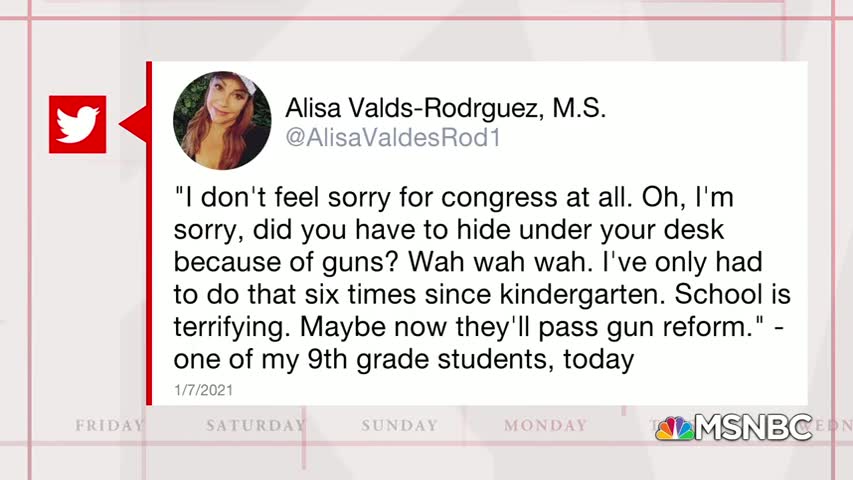 Alisa Valds-Rodrguez, M.S.
@AlisaValdesRod1
"I don't feel sorry for congress at all. Oh, I'm
sorry, did you have to hide under your desk
because of guns? Wah wah wah. I've only had
to do that six times since kindergarten. School is
terrifying. Maybe now they'll pass gun reform." -
one of my 9th grade students, today
1/7/2021
FRIDAY SATURDAY SUNDAY MONDAY
MSNBC